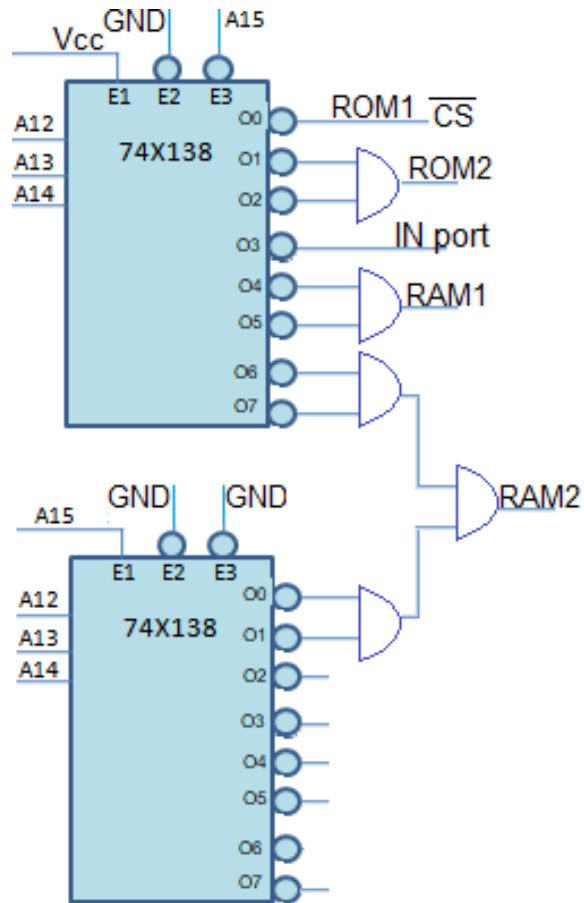 GND A15
Vcc
E1 E2 E3
A12
A13
A14
74X138
O0 ROM1 C̅S̅
O1
ROM2
O2
O3 IN port
O4
RAM1
O5
O6
O7
RAM2
GND GND
A15
E1 E2 E3
A12
A13
A14
74X138
O0
O1
O2
O3
O4
O5
O6
O7